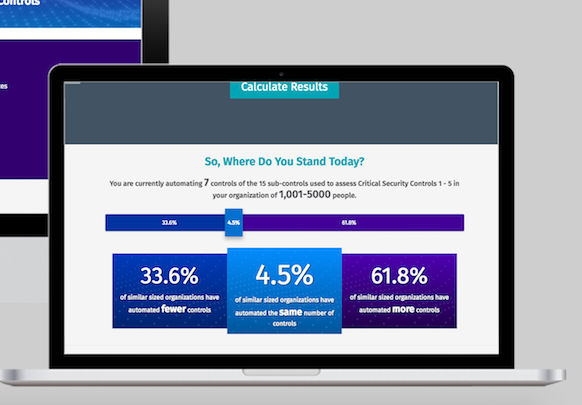 Controls
Calculate Results
So, Where Do You Stand Today?
You are currently automating 7 controls of the 15 sub-controls used to assess Critical Security Controls 1 - 5 in
your organization of 1,001-5000 people.
33.6% 4.5% 61.8%
33.6%
of similar sized organizations have
automated fewer controls
4.5%
of similar sized organizations have
automated the same number of
controls
61.8%
of similar sized organizations have
automated more controls